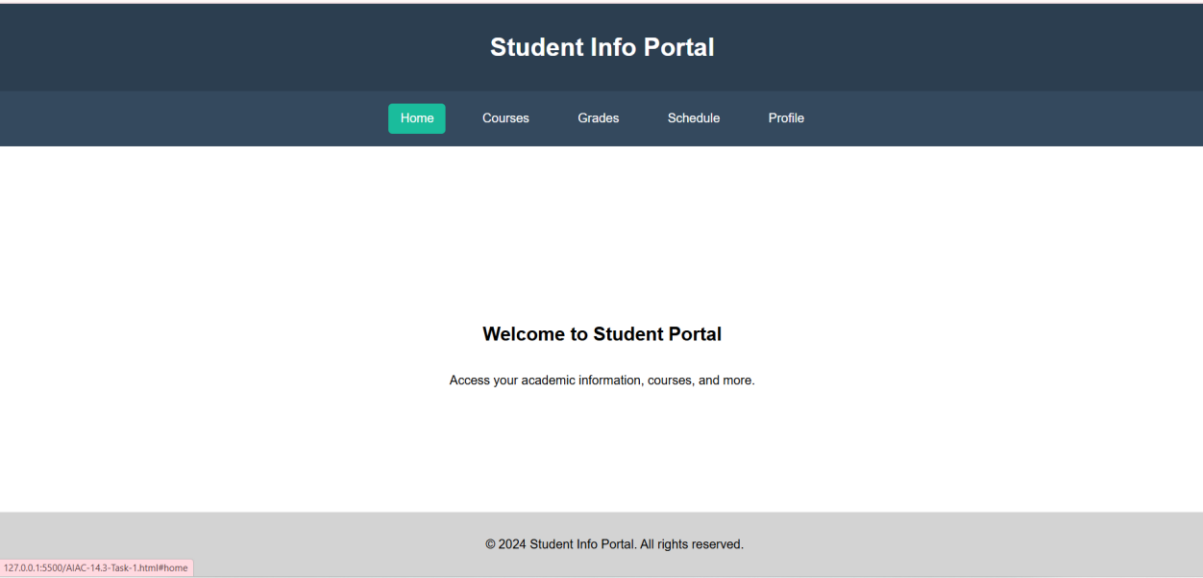 Student Info Portal
Home Courses Grades Schedule Profile
Welcome to Student Portal
Access your academic information, courses, and more.
© 2024 Student Info Portal. All rights reserved.
127.0.0.1:5500/AIAC-14.3-Task-1.html#home